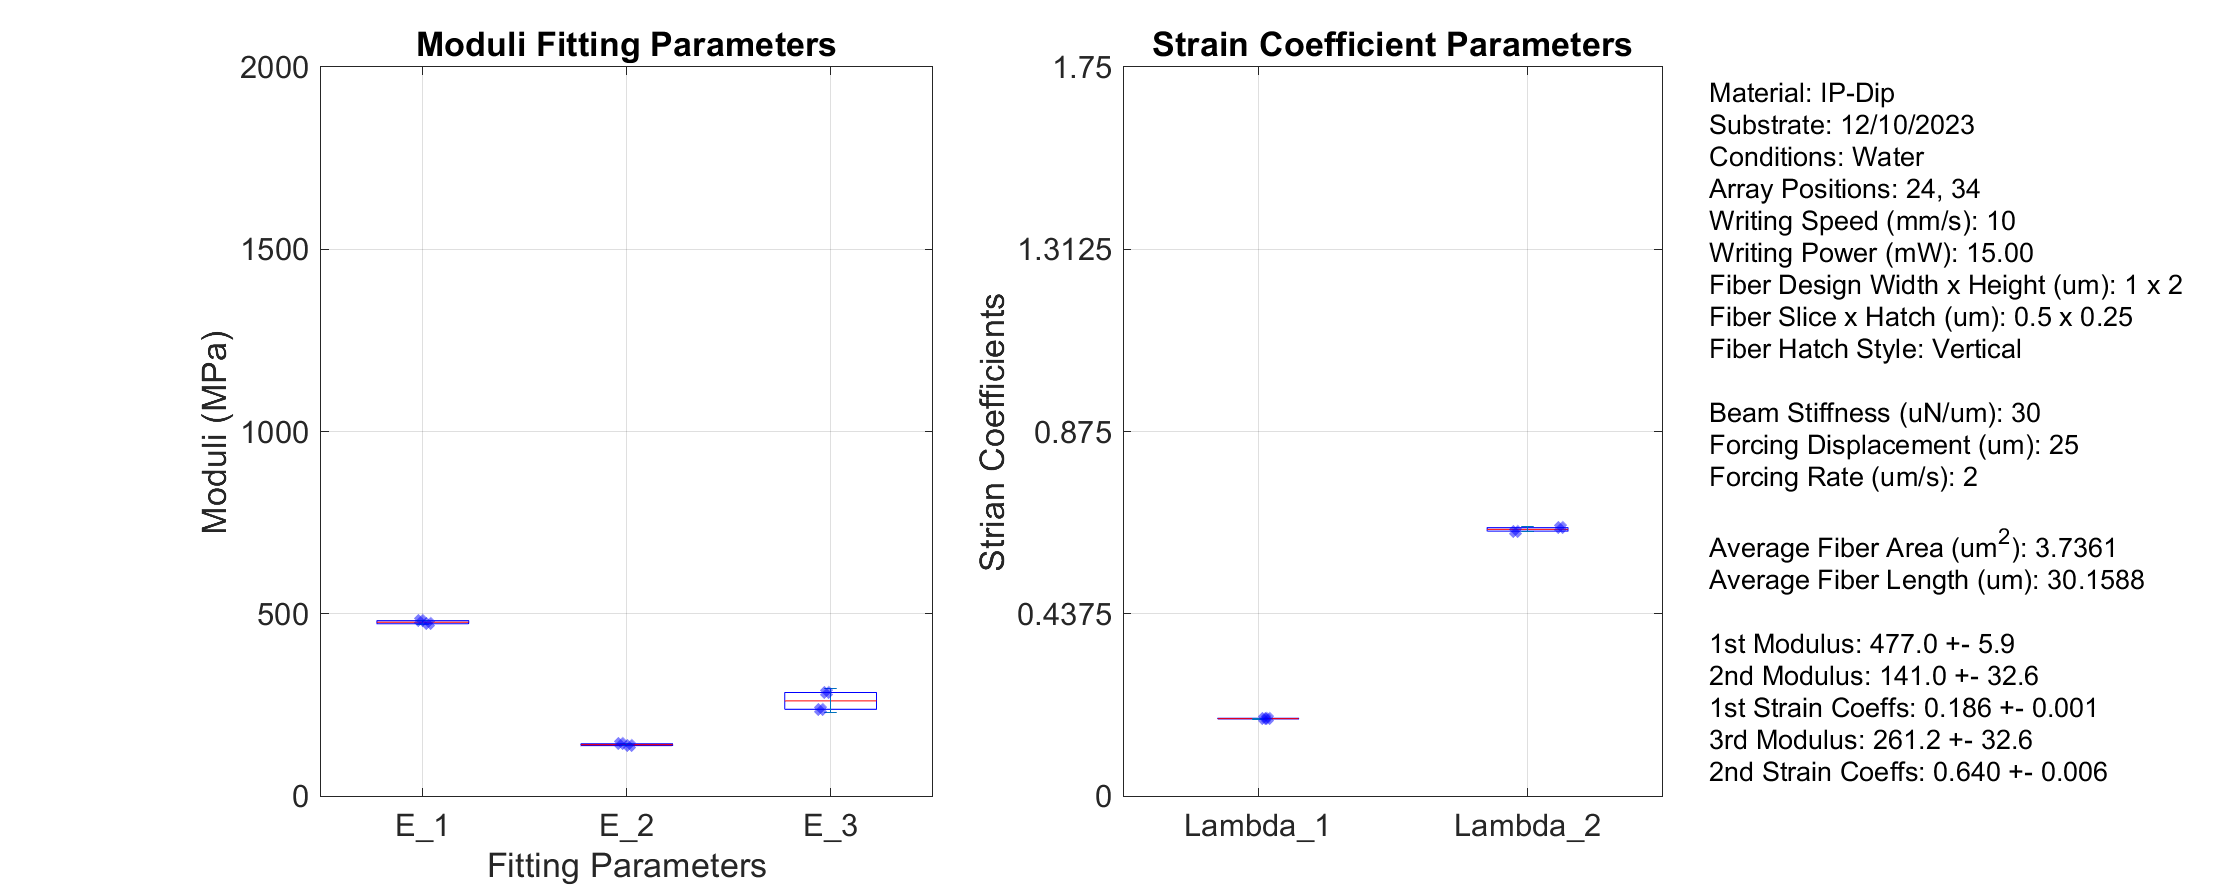 Moduli Fitting Parameters
2000
1500
1000
500
0
Moduli (MPa)
E_1
E_2
E_3
Fitting Parameters
Strain Coefficient Parameters
1.75
1.3125
0.875
0.4375
0
Strian Coefficients
Lambda_1
Lambda_2
Material: IP-Dip
Substrate: 12/10/2023
Conditions: Water
Array Positions: 24, 34
Writing Speed (mm/s): 10
Writing Power (mW): 15.00
Fiber Design Width x Height (um): 1 x 2
Fiber Slice x Hatch (um): 0.5 x 0.25
Fiber Hatch Style: Vertical
Beam Stiffness (uN/um): 30
Forcing Displacement (um): 25
Forcing Rate (um/s): 2
Average Fiber Area (um²): 3.7361
Average Fiber Length (um): 30.1588
1st Modulus: 477.0 +- 5.9
2nd Modulus: 141.0 +- 32.6
1st Strain Coeffs: 0.186 +- 0.001
3rd Modulus: 261.2 +- 32.6
2nd Strain Coeffs: 0.640 +- 0.006